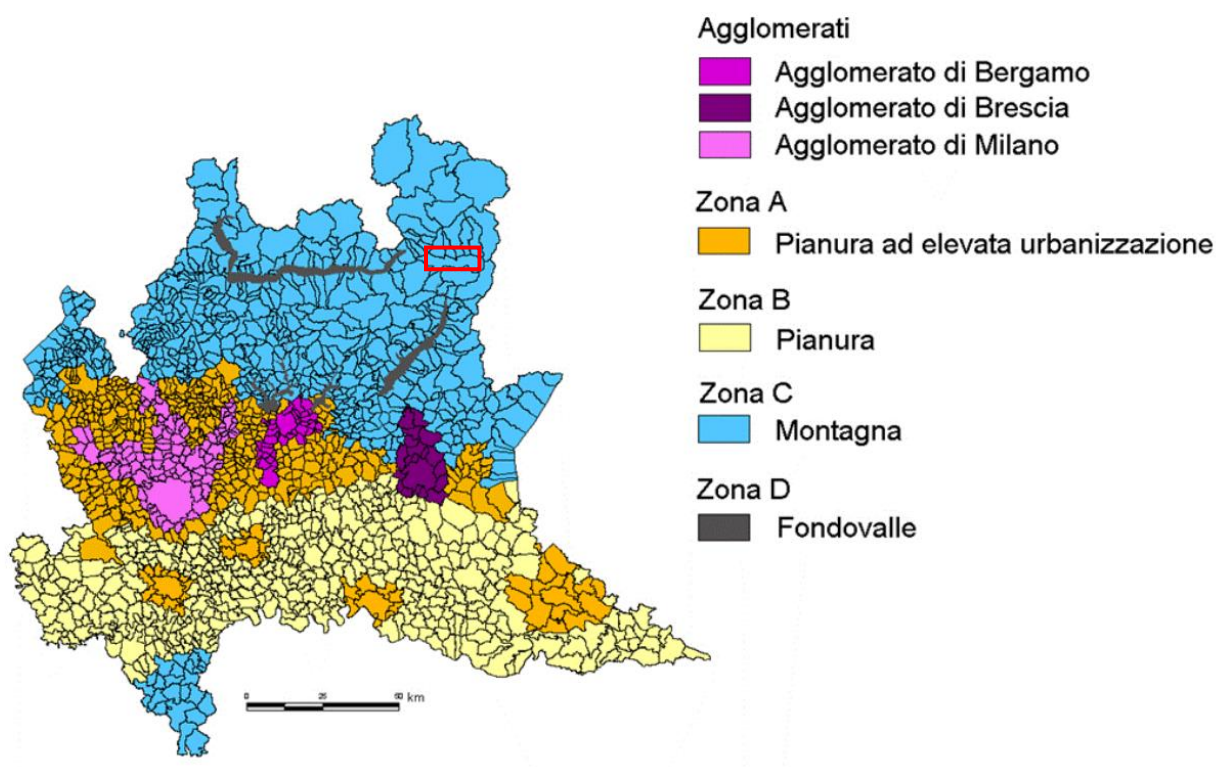 Agglomerati
Agglomerato di Bergamo
Agglomerato di Brescia
Agglomerato di Milano
Zona A
Pianura ad elevata urbanizzazione
Zona B
Pianura
Zona C
Montagna
Zona D
Fondovalle
0 25 50 km